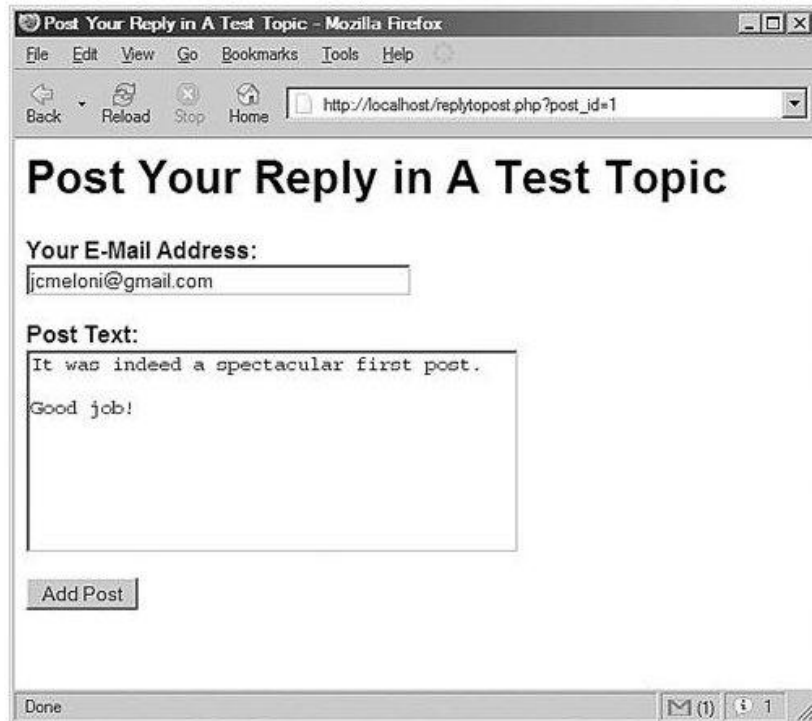 Post Your Reply in A Test Topic - Mozilla Firefox
File Edit View Go Bookmarks Tools Help
Back Reload Stop Home http://localhost/replytopost.php?post_id=1
Post Your Reply in A Test Topic
Your E-Mail Address:
jcmeloni@gmail.com
Post Text:
It was indeed a spectacular first post.
Good job!
Add Post
Done (1) 1